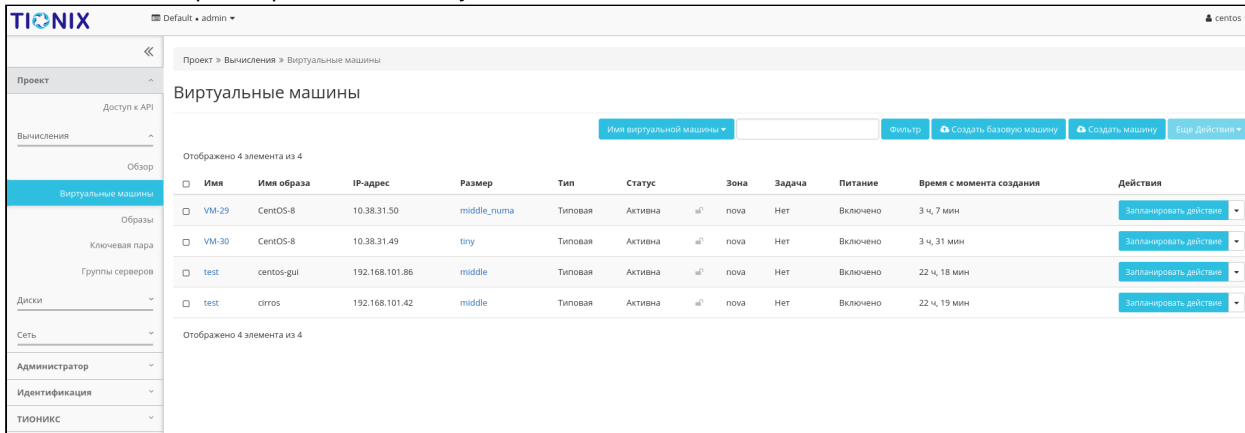 TIONIX
Default • admin
centos
Проект » Вычисления » Виртуальные машины
Проект
Доступ к API
Вычисления
Обзор
Виртуальные машины
Образы
Ключевая пара
Группы серверов
Диски
Сеть
Администратор
Идентификация
ТИОНИКС
Виртуальные машины
Имя виртуальной машины Фильтр Создать базовую машину Создать машину Еще Действия
Отображено 4 элемента из 4
Имя Имя образа IP-адрес Размер Тип Статус Зона Задача Питание Время с момента создания Действия
VM-29 CentOS-8 10.38.31.50 middle_numa Типовая Активна nova Нет Включено 3 ч, 7 мин Запланировать действие
VM-30 CentOS-8 10.38.31.49 tiny Типовая Активна nova Нет Включено 3 ч, 31 мин Запланировать действие
test centos-gui 192.168.101.86 middle Типовая Активна nova Нет Включено 22 ч, 18 мин Запланировать действие
test cirros 192.168.101.42 middle Типовая Активна nova Нет Включено 22 ч, 19 мин Запланировать действие
Отображено 4 элемента из 4